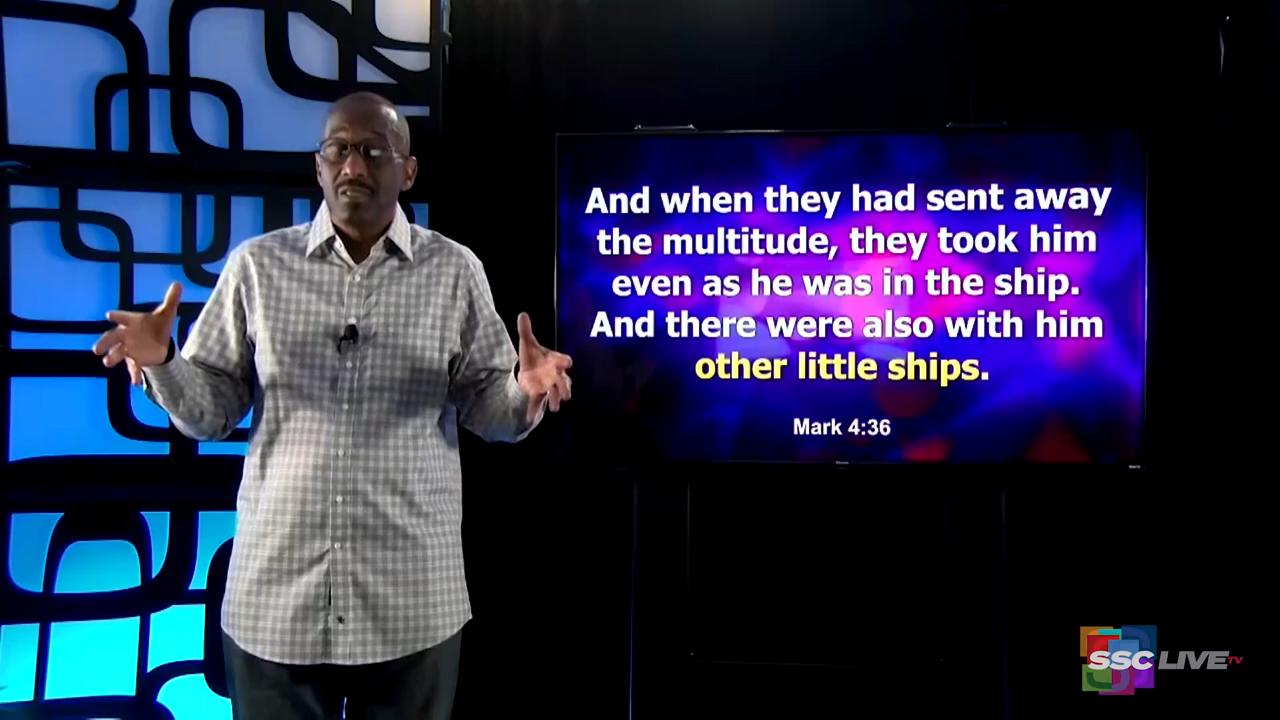 And when they had sent away
the multitude, they took him
even as he was in the ship.
And there were also with him
other little ships.
Mark 4:36
SSC LIVE TV